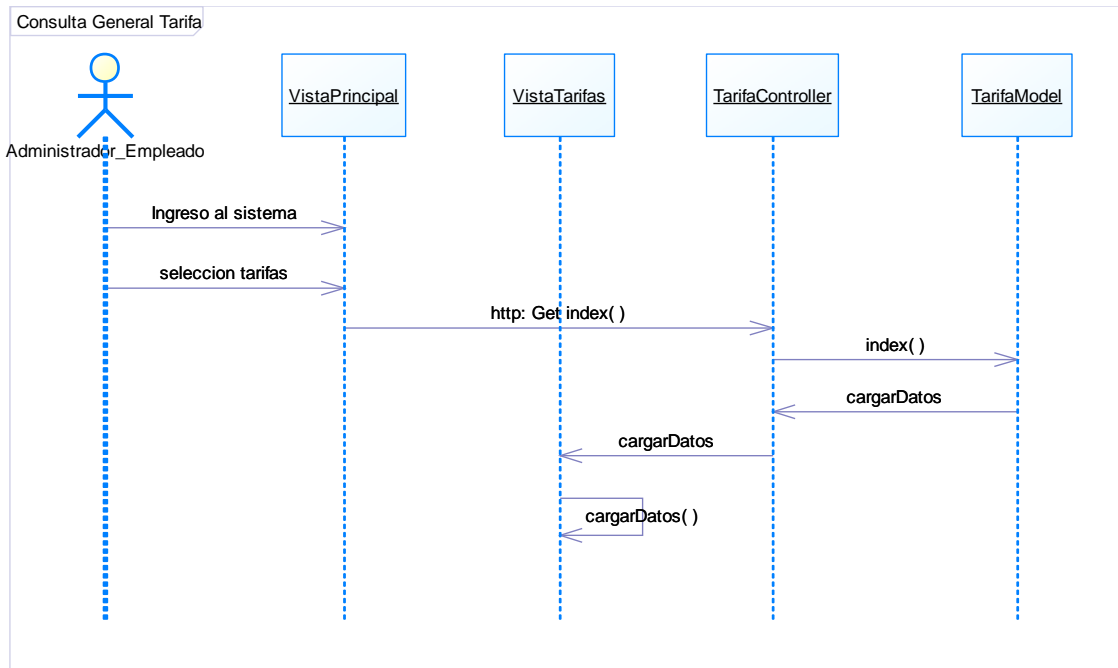 Consulta General Tarifa
VistaPrincipal
VistaTarifas
TarifaController
TarifaModel
Administrador_Empleado
Ingreso al sistema
seleccion tarifas
http: Get index( )
index( )
cargarDatos
cargarDatos
cargarDatos( )